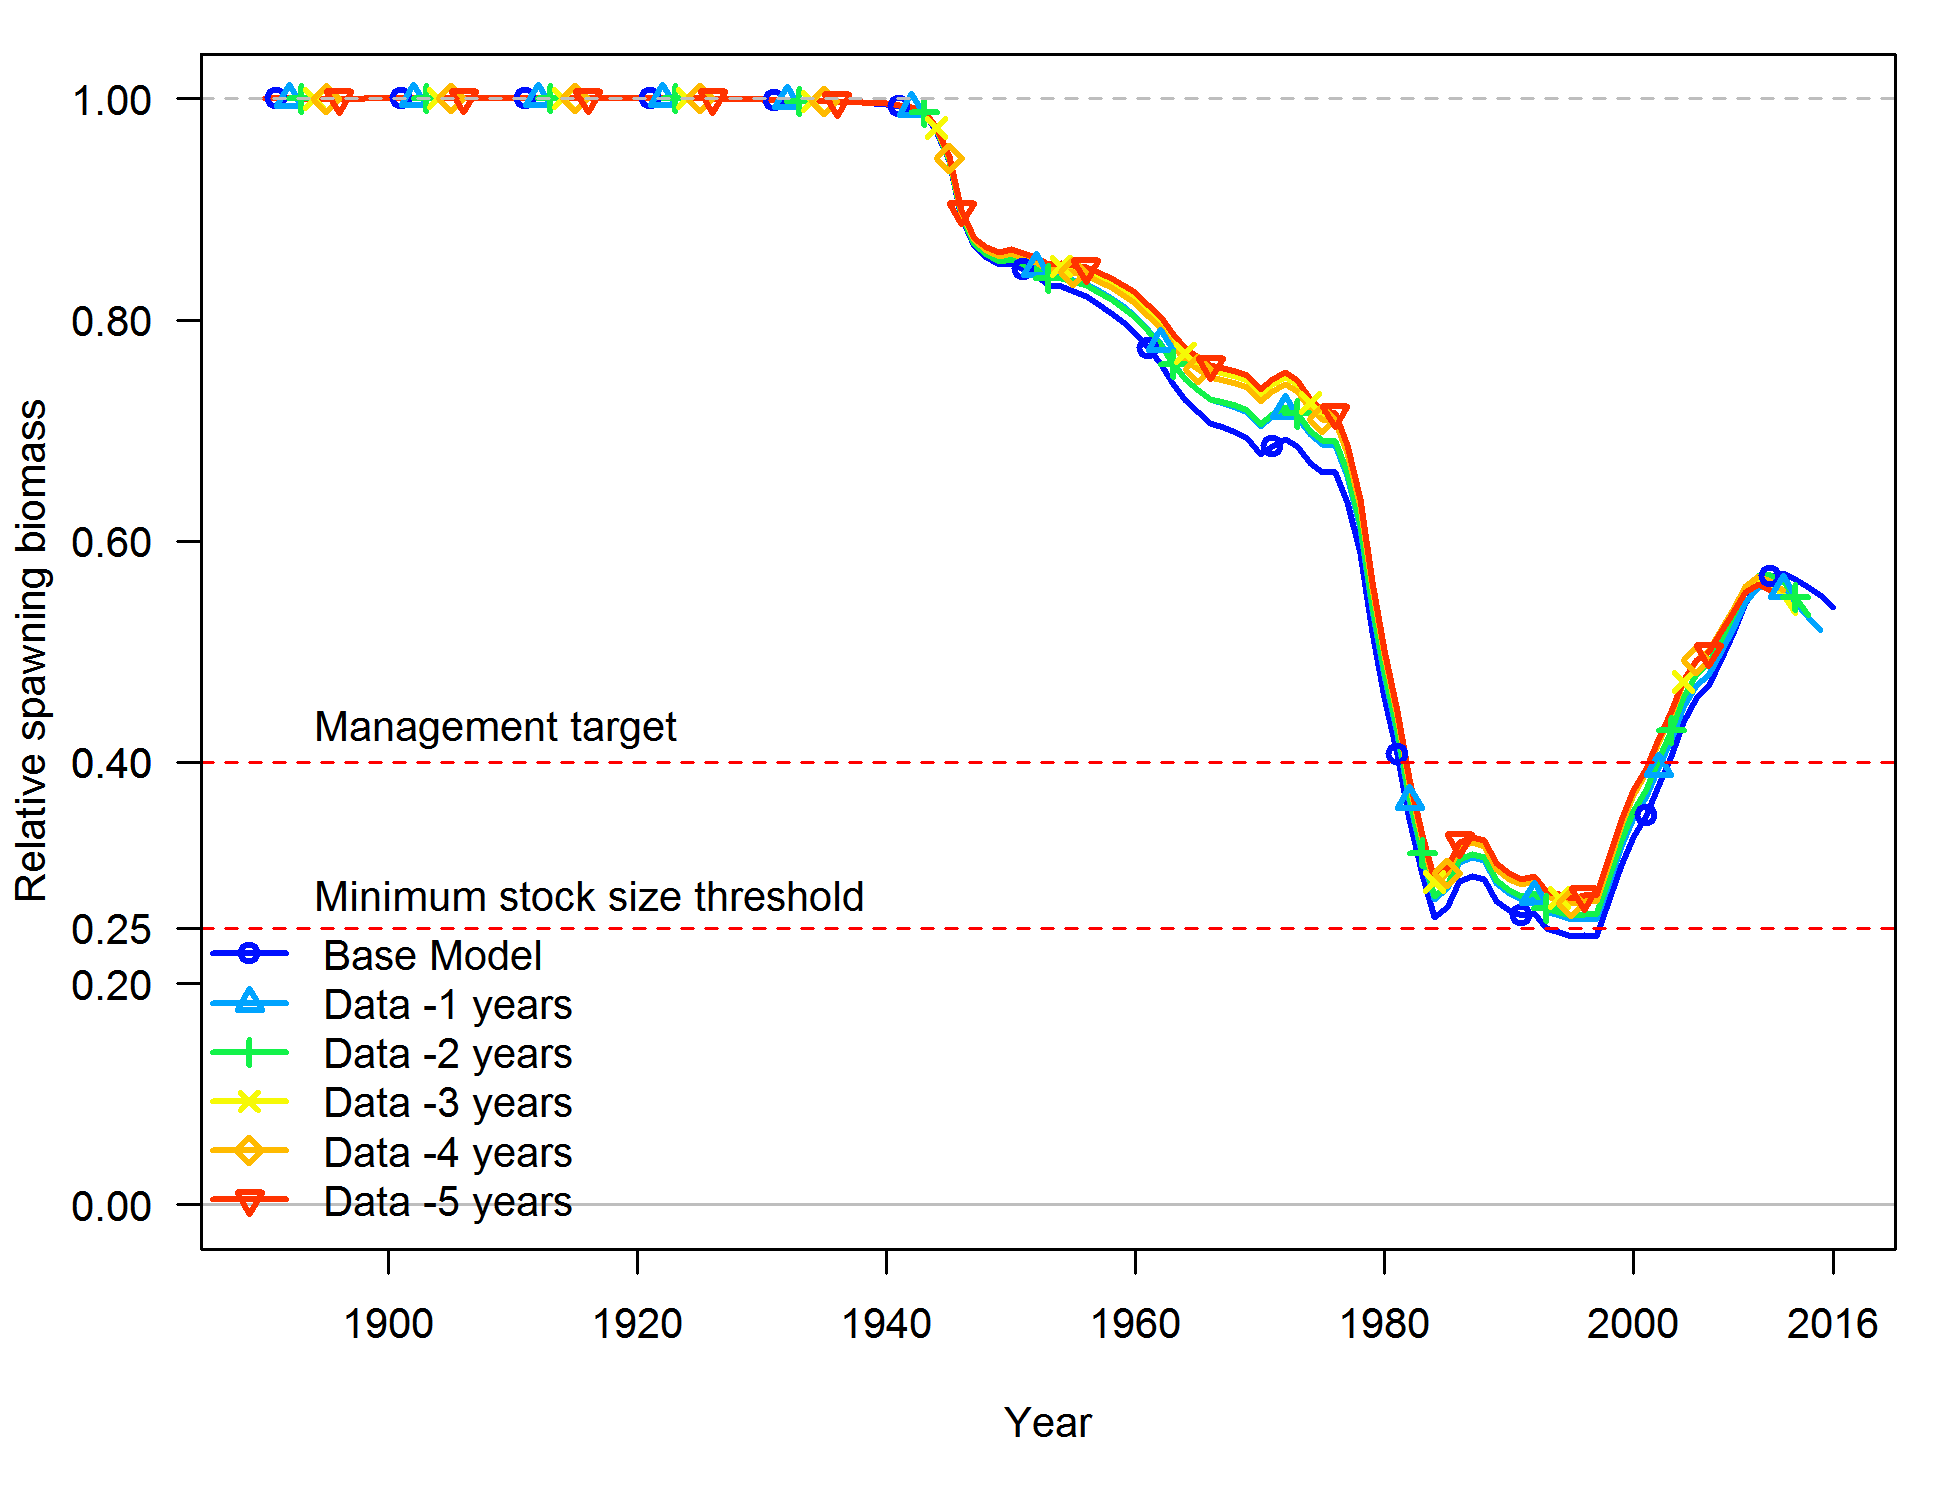 Relative spawning biomass
1.00
0.80
0.60
0.40
0.25
0.20
0.00
Management target
Minimum stock size threshold
Base Model
Data -1 years
Data -2 years
Data -3 years
Data -4 years
Data -5 years
1900 1920 1940 1960 1980 2000 2016
Year